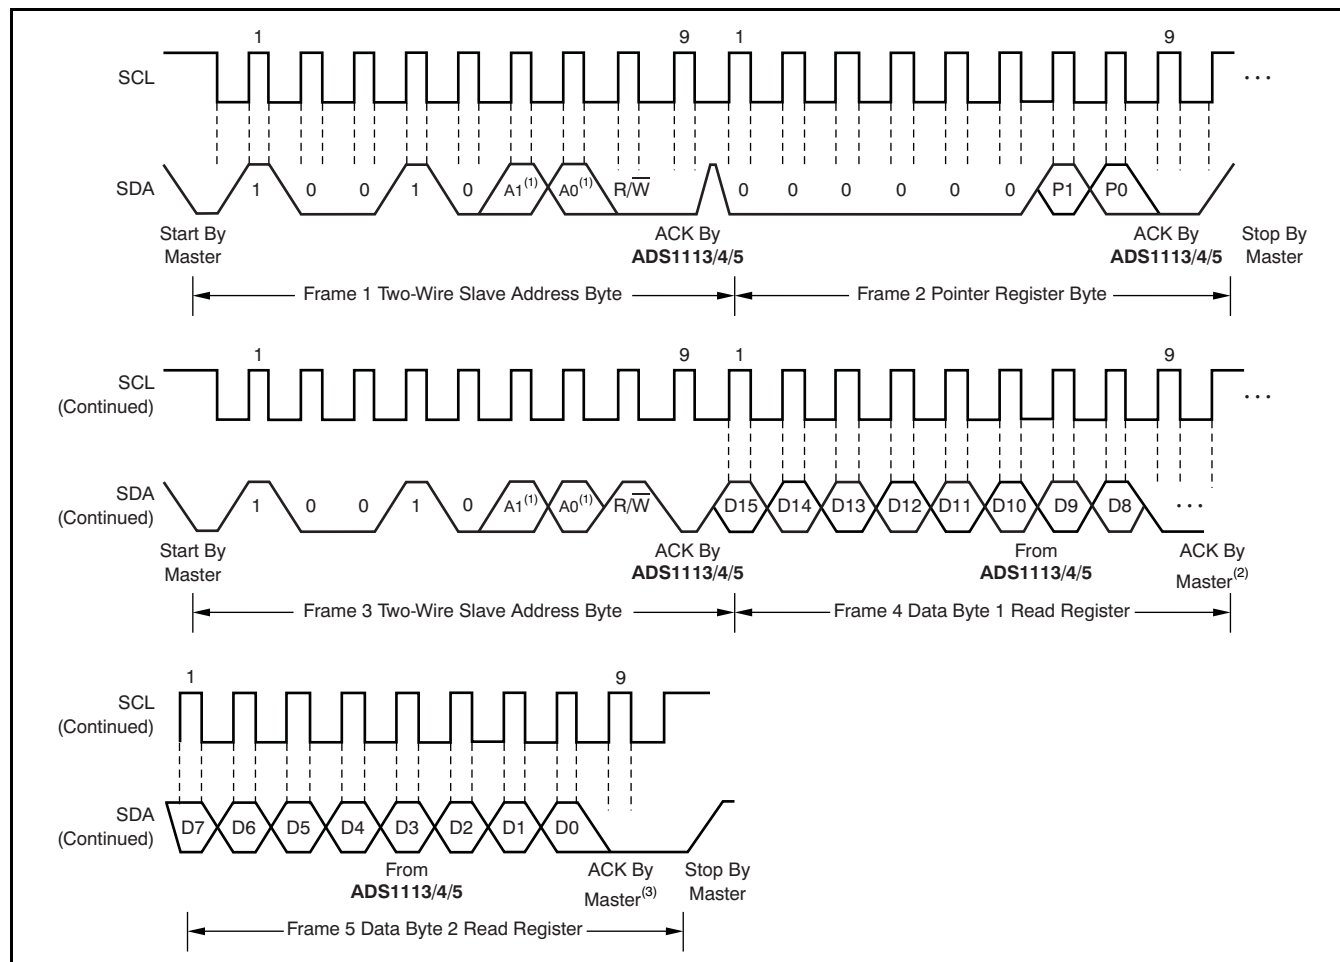 1 9 1 9
SCL ...
SDA 1 0 0 1 0 A1(1) A0(1) R/W̅ 0 0 0 0 0 0 P1 P0
Start By Master ACK By ADS1113/4/5 ACK By ADS1113/4/5 Stop By Master
Frame 1 Two-Wire Slave Address Byte Frame 2 Pointer Register Byte
1 9 1 9
SCL (Continued) ...
SDA (Continued) 1 0 0 1 0 A1(1) A0(1) R/W̅ D15 D14 D13 D12 D11 D10 D9 D8 ...
Start By Master ACK By ADS1113/4/5 From ADS1113/4/5 ACK By Master(2)
Frame 3 Two-Wire Slave Address Byte Frame 4 Data Byte 1 Read Register
1 9
SCL (Continued)
SDA (Continued) D7 D6 D5 D4 D3 D2 D1 D0
From ADS1113/4/5 ACK By Master(3) Stop By Master
Frame 5 Data Byte 2 Read Register